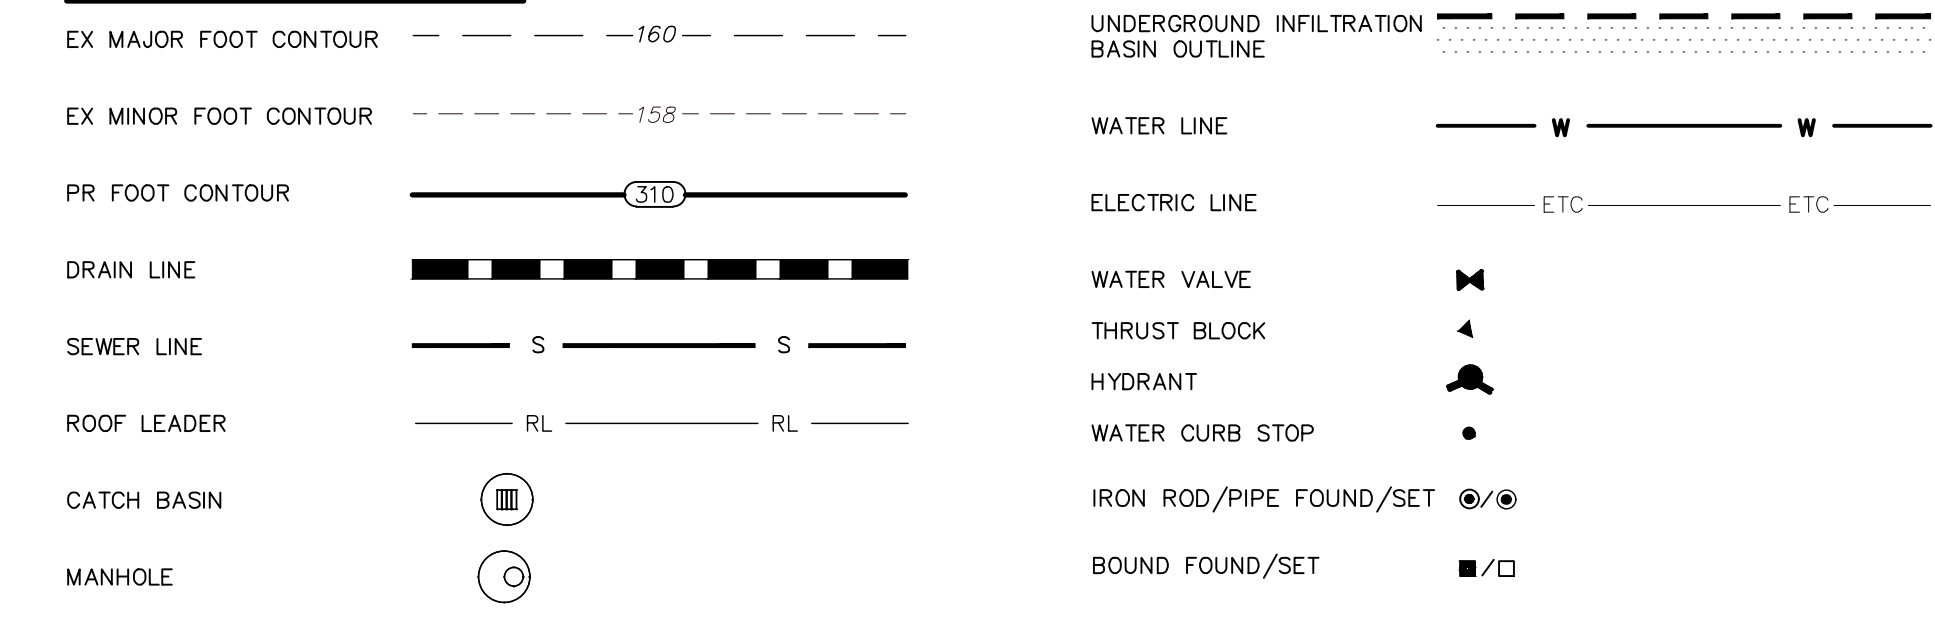 EX MAJOR FOOT CONTOUR
160
EX MINOR FOOT CONTOUR
158
PR FOOT CONTOUR
310
DRAIN LINE
SEWER LINE
S S
ROOF LEADER
RL RL
CATCH BASIN
MANHOLE
UNDERGROUND INFILTRATION
BASIN OUTLINE
WATER LINE
W W
ELECTRIC LINE
ETC ETC
WATER VALVE
THRUST BLOCK
HYDRANT
WATER CURB STOP
IRON ROD/PIPE FOUND/SET
/
BOUND FOUND/SET
/